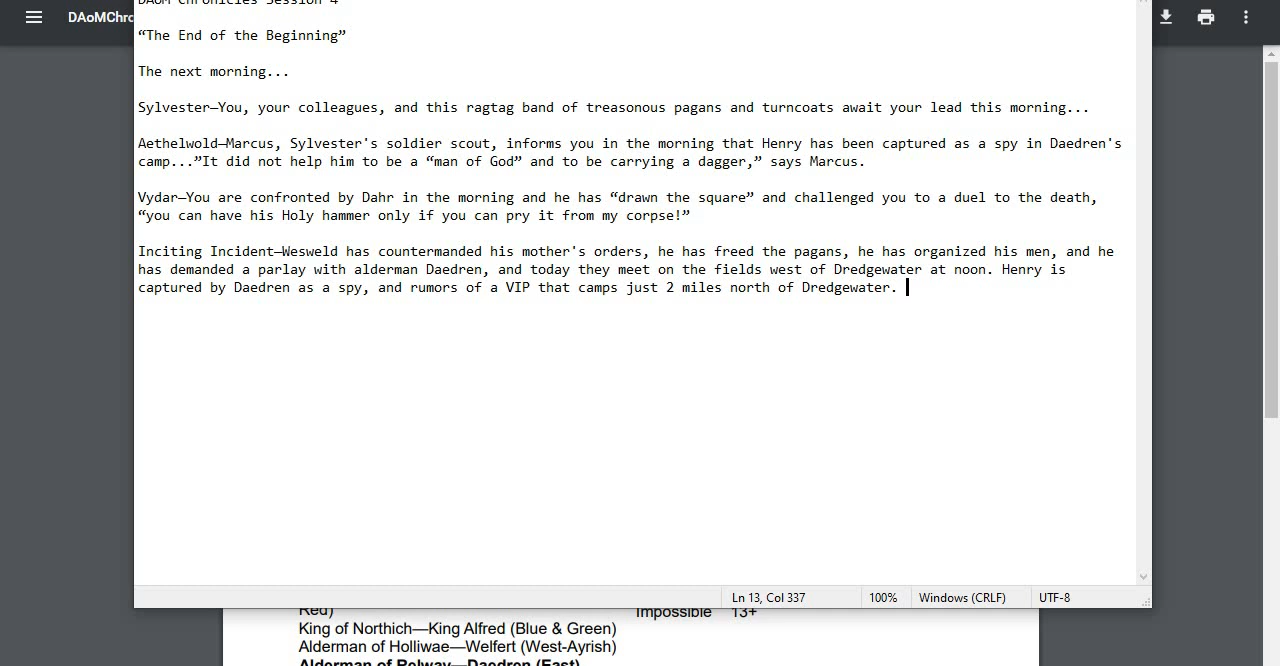 DAoMChro
DAoM Chronicles Session 4
“The End of the Beginning”
The next morning...
Sylvester—You, your colleagues, and this ragtag band of treasonous pagans and turncoats await your lead this morning...
Aethelwold—Marcus, Sylvester's soldier scout, informs you in the morning that Henry has been captured as a spy in Daedren's
camp...”It did not help him to be a “man of God” and to be carrying a dagger,” says Marcus.
Vydar—You are confronted by Dahr in the morning and he has “drawn the square” and challenged you to a duel to the death,
“you can have his Holy hammer only if you can pry it from my corpse!”
Inciting Incident—Wesweld has countermanded his mother's orders, he has freed the pagans, he has organized his men, and he
has demanded a parlay with alderman Daedren, and today they meet on the fields west of Dredgewater at noon. Henry is
captured by Daedren as a spy, and rumors of a VIP that camps just 2 miles north of Dredgewater.
Ln 13, Col 337 100% Windows (CRLF) UTF-8
Red) Impossible 13+
King of Northich—King Alfred (Blue & Green)
Alderman of Holliwae—Welfert (West-Ayrish)
Alderman of Relway—Daedren (East)